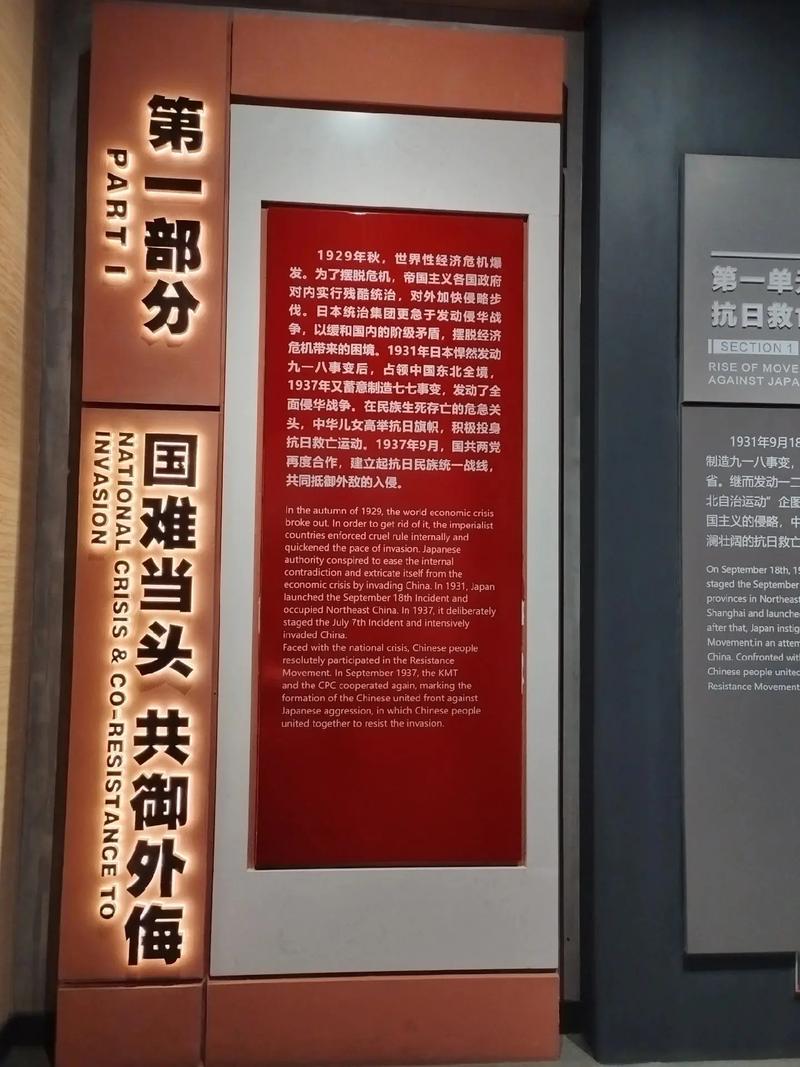 第一部分
PART I
国难当头 共御外侮
NATIONAL CRISIS & CO-RESISTANCE TO
INVASION
1929年秋，世界性经济危机爆
发。为了摆脱危机，帝国主义各国政府
对内实行残酷统治，对外加快侵略步
伐。日本统治集团更急于发动侵华战
争，以缓和国内的阶级矛盾，摆脱经济
危机带来的困境。1931年日本悍然发动
九一八事变后，占领中国东北全境，
1937年又蓄意制造七七事变，发动了全
面侵华战争。在民族生死存亡的危急关
头，中华儿女高举抗日旗帜，积极投身
抗日救亡运动。1937年9月，国共两党
再度合作，建立起抗日民族统一战线，
共同抵御外敌的入侵。
In the autumn of 1929, the world economic crisis
broke out. In order to get rid of it, the imperialist
countries enforced cruel rule internally and
quickened the pace of invasion. Japanese
authority conspired to ease the internal
contradiction and extricate itself from the
economic crisis by invading China. In 1931, Japan
launched the September 18th Incident and
occupied Northeast China. In 1937, it deliberately
staged the July 7th Incident and intensively
invaded China.
Faced with the national crisis, Chinese people
resolutely participated in the Resistance
Movement. In September 1937, the KMT
and the CPC cooperated again, marking the
formation of the Chinese united front against
Japanese aggression, in which Chinese people
united together to resist the invasion.
第一单
抗日救
SECTION 1
RISE OF MOVE
AGAINST JAPA
1931年9月18
制造九一八事变，
省。继而发动一二
北自治运动”企图
国主义的侵略，中
澜壮阔的抗日救亡
On September 18th, 19
staged the September
provinces in Northeast
Shanghai and launche
after that, Japan instig
Movement,in an attem
China. Confronted with
Chinese people united
Resistance Movement